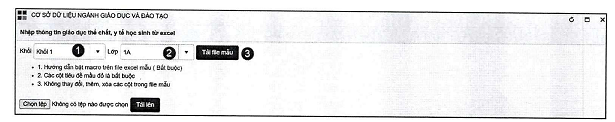 CƠ SỞ DỮ LIỆU NGÀNH GIÁO DỤC VÀ ĐÀO TẠO
Nhập thông tin giáo dục thể chất, y tế học sinh từ excel
Khối Khối 1 1 Lớp 1A 2 Tải file mẫu 3
1. Hướng dẫn bật macro trên file excel mẫu ( Bắt buộc)
2. Các cột tiêu đề mầu đỏ là bắt buộc
3. Không thay đổi, thêm, xóa các cột trong file mẫu
Chọn tệp Không có tệp nào được chọn Tải lên